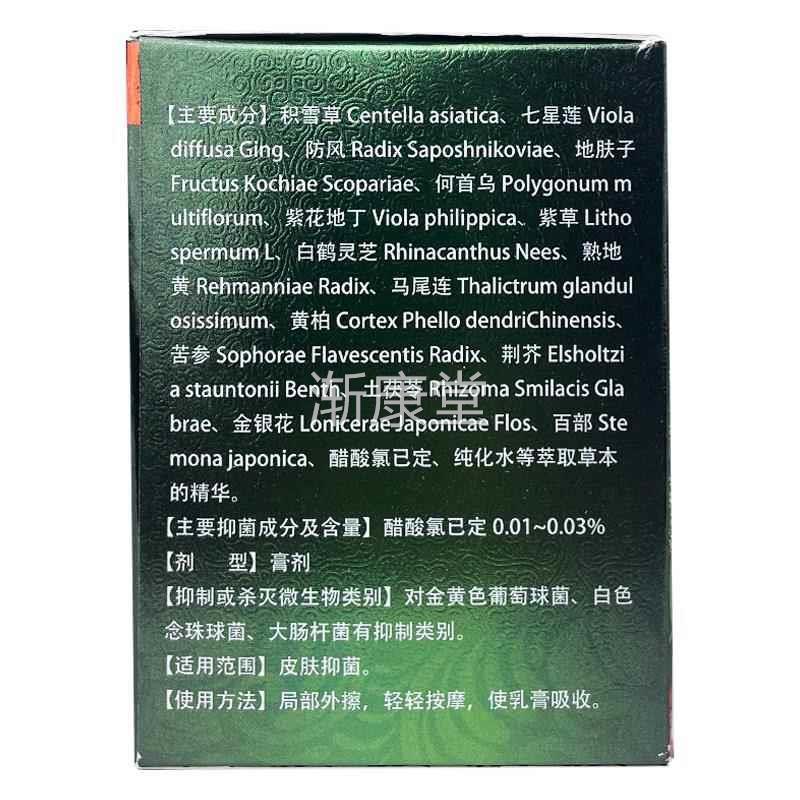 【主要成分】积雪草 Centella asiatica、七星莲 Viola
diffusa Ging、防风 Radix Saposhnikoviae、地肤子
Fructus Kochiae Scopariae、何首乌 Polygonum m
ultiflorum、紫花地丁 Viola philippica、紫草 Litho
spermum L、白鹤灵芝 Rhinacanthus Nees、熟地
黄 Rehmanniae Radix、马尾连 Thalictrum glandul
osissimum、黄柏 Cortex Phello dendriChinensis、
苦参 Sophorae Flavescentis Radix、荆芥 Elsholtzi
a stauntonii Benth、土茯苓 Rhizoma Smilacis Gla
渐康堂
brae、金银花 Lonicerae Japonicae Flos、百部 Ste
mona japonica、醋酸氯已定、纯化水等萃取草本
的精华。
【主要抑菌成分及含量】醋酸氯已定 0.01~0.03%
【剂 型】膏剂
【抑制或杀灭微生物类别】对金黄色葡萄球菌、白色
念珠球菌、大肠杆菌有抑制类别。
【适用范围】皮肤抑菌。
【使用方法】局部外擦，轻轻按摩，使乳膏吸收。